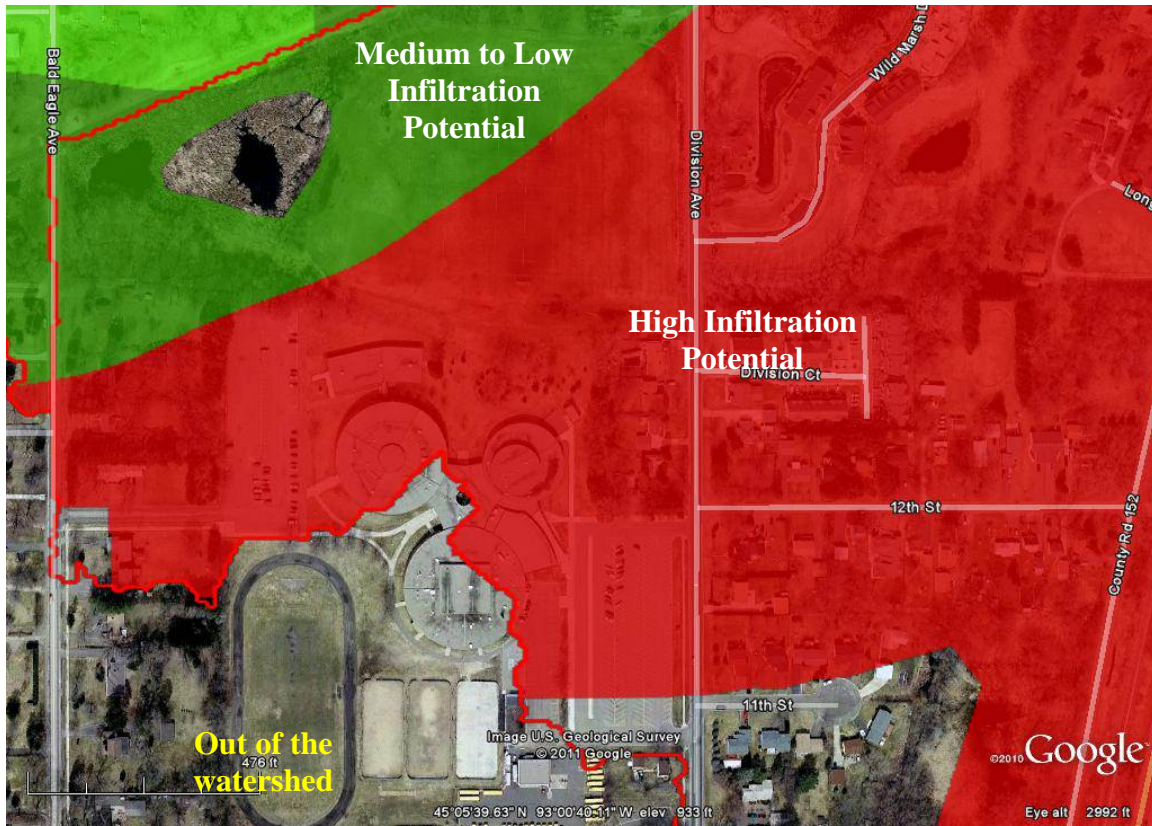 Medium to Low
Infiltration
Potential
Bald Eagle Ave
Wild Marsh D
Division Ave
Long
High Infiltration
Potential
Division Ct
12th St
County Rd 152
11th St
Out of the
watershed
476 ft
Image U.S. Geological Survey
© 2011 Google
©2010 Google
45°05'39.63" N 93°00'40.11" W elev 933 ft
Eye alt 2992 ft